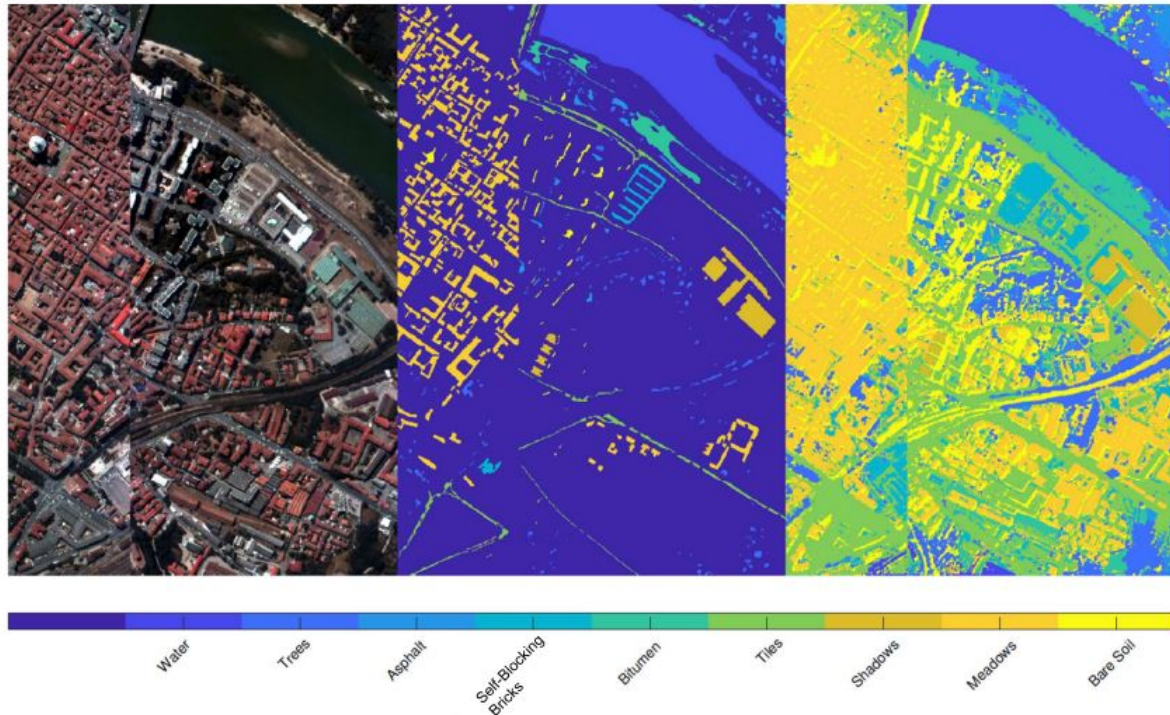 Water
Trees
Asphalt
Self-Blocking
Bricks
Bitumen
Tiles
Shadows
Meadows
Bare Soil